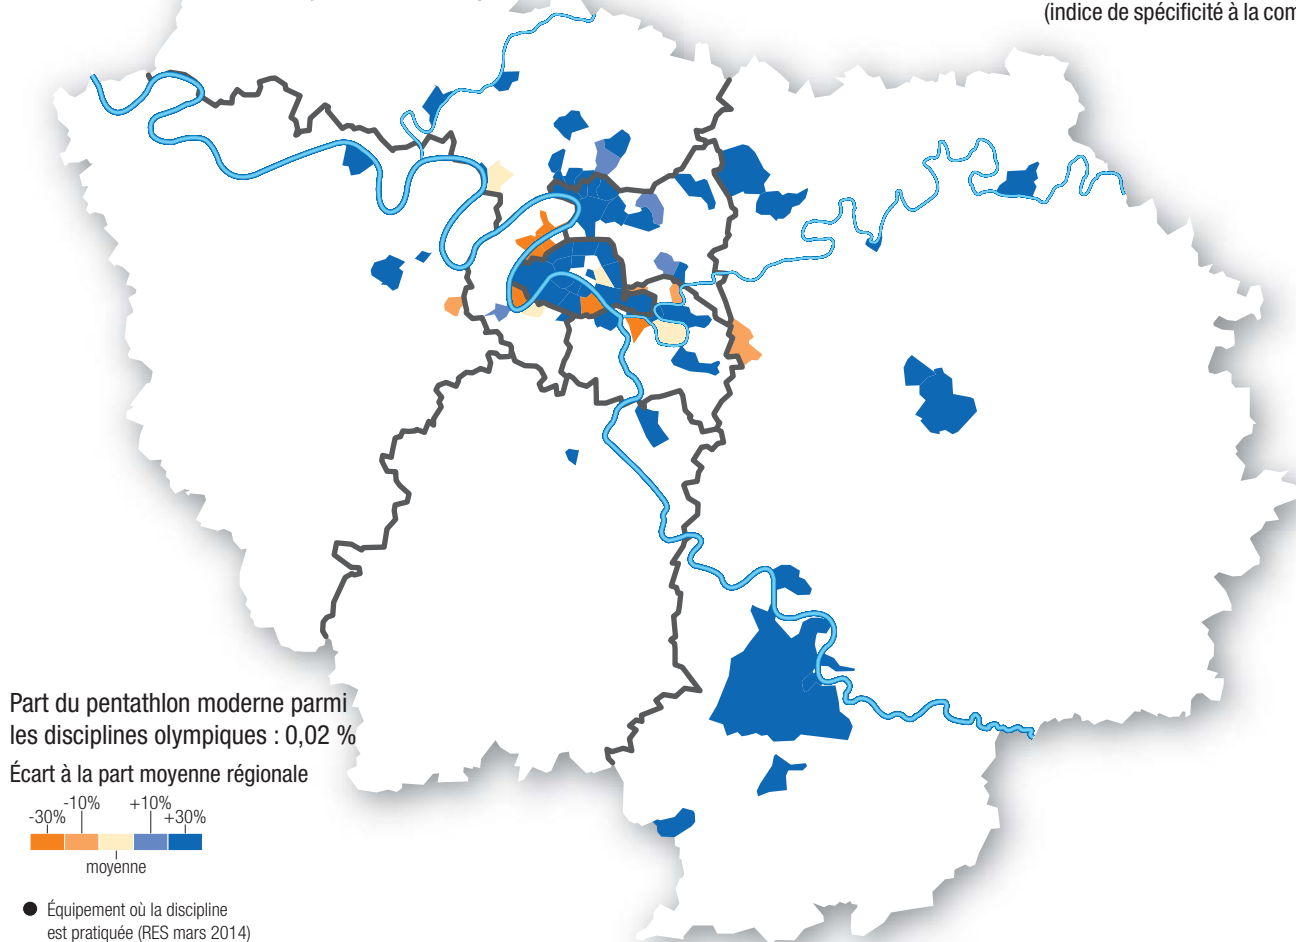 (indice de spécificité à la com
Part du pentathlon moderne parmi
les disciplines olympiques : 0,02 %
Écart à la part moyenne régionale
-30% -10% +10% +30%
moyenne
Équipement où la discipline
est pratiquée (RES mars 2014)